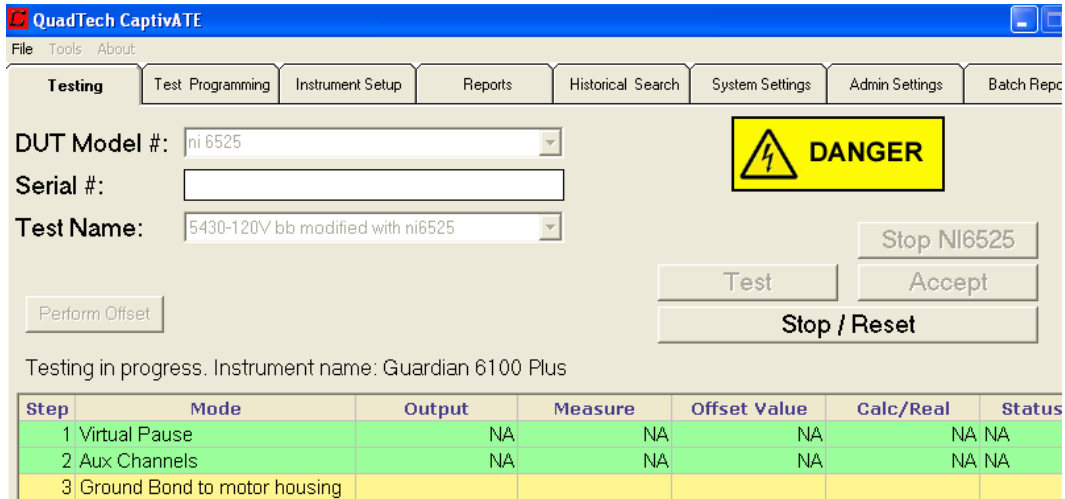 QuadTech CaptivATE
File Tools About
Testing Test Programming Instrument Setup Reports Historical Search System Settings Admin Settings Batch Repo
DUT Model #: ni 6525
DANGER
Serial #:
Test Name: 5430-120V bb modified with ni6525
Stop NI6525
Test Accept
Perform Offset
Stop / Reset
Testing in progress. Instrument name: Guardian 6100 Plus
Step Mode Output Measure Offset Value Calc/Real Status
1 Virtual Pause NA NA NA NA NA
2 Aux Channels NA NA NA NA NA
3 Ground Bond to motor housing